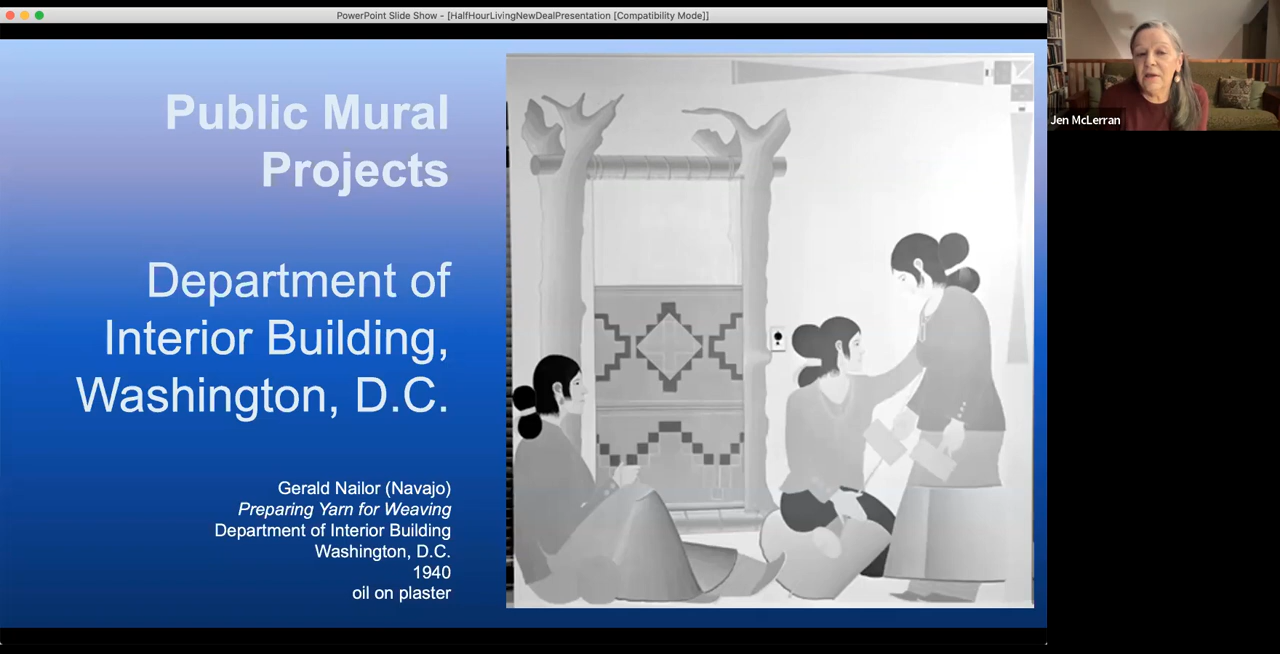 PowerPoint Slide Show - [HalfHourLivingNewDealPresentation [Compatibility Mode]]
Public Mural
Projects
Department of
Interior Building,
Washington, D.C.
Gerald Nailor (Navajo)
Preparing Yarn for Weaving
Department of Interior Building
Washington, D.C.
1940
oil on plaster
Jen McLerran